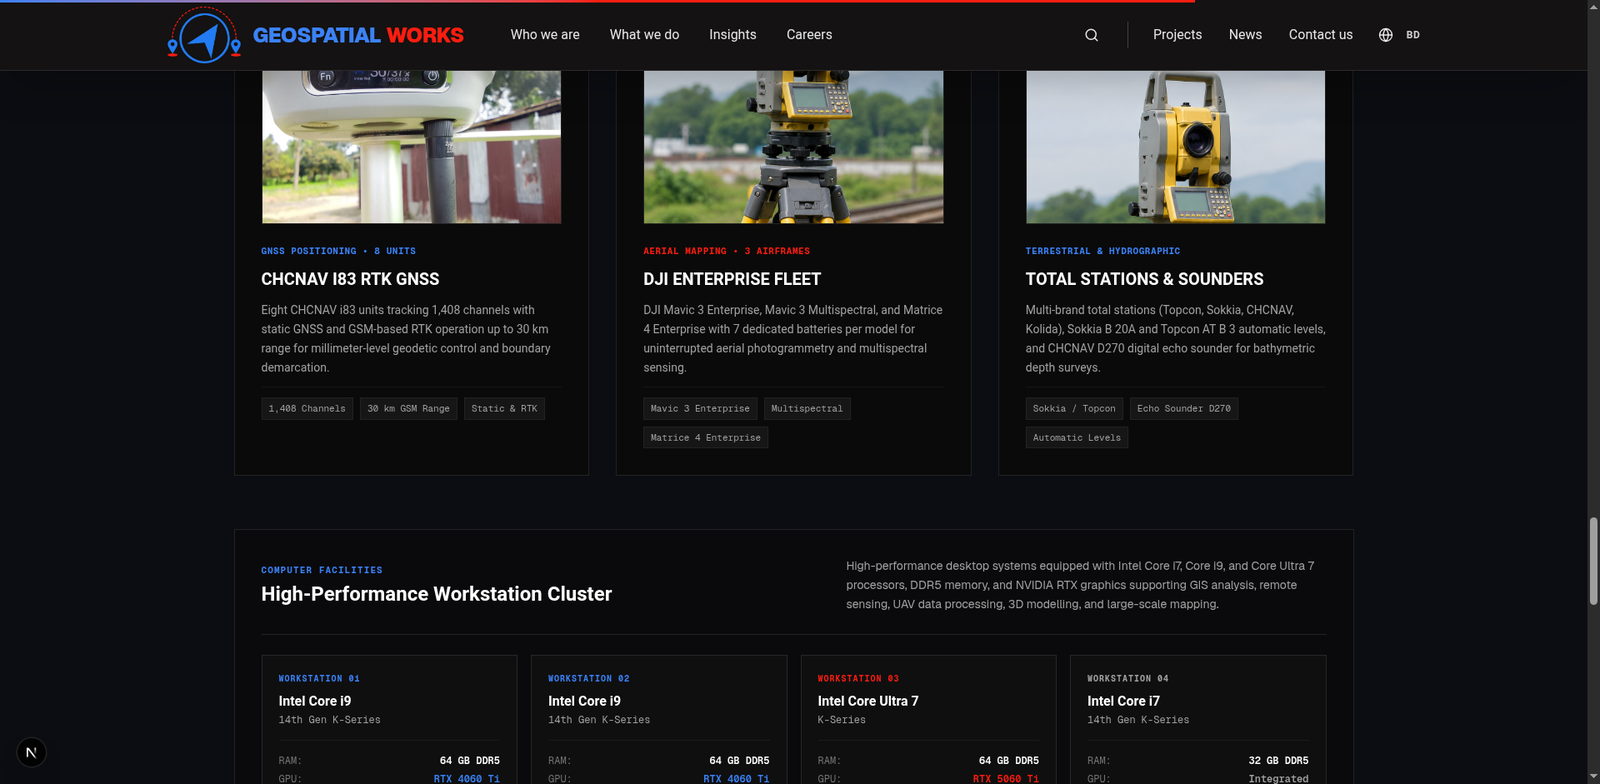 GEOSPATIAL WORKS
Who we are
What we do
Insights
Careers
Projects
News
Contact us
BD
Fn
GNSS POSITIONING • 8 UNITS
CHCNAV I83 RTK GNSS
Eight CHCNAV i83 units tracking 1,408 channels with
static GNSS and GSM-based RTK operation up to 30 km
range for millimeter-level geodetic control and boundary
demarcation.
1,408 Channels
30 km GSM Range
Static & RTK
AERIAL MAPPING • 3 AIRFRAMES
DJI ENTERPRISE FLEET
DJI Mavic 3 Enterprise, Mavic 3 Multispectral, and Matrice
4 Enterprise with 7 dedicated batteries per model for
uninterrupted aerial photogrammetry and multispectral
sensing.
Mavic 3 Enterprise
Multispectral
Matrice 4 Enterprise
TERRESTRIAL & HYDROGRAPHIC
TOTAL STATIONS & SOUNDERS
Multi-brand total stations (Topcon, Sokkia, CHCNAV,
Kolida), Sokkia B 20A and Topcon AT B 3 automatic levels,
and CHCNAV D270 digital echo sounder for bathymetric
depth surveys.
Sokkia / Topcon
Echo Sounder D270
Automatic Levels
COMPUTER FACILITIES
High-Performance Workstation Cluster
High-performance desktop systems equipped with Intel Core i7, Core i9, and Core Ultra 7
processors, DDR5 memory, and NVIDIA RTX graphics supporting GIS analysis, remote
sensing, UAV data processing, 3D modelling, and large-scale mapping.
WORKSTATION 01
Intel Core i9
14th Gen K-Series
RAM: 64 GB DDR5
GPU: RTX 4060 Ti
WORKSTATION 02
Intel Core i9
14th Gen K-Series
RAM: 64 GB DDR5
GPU: RTX 4060 Ti
WORKSTATION 03
Intel Core Ultra 7
K-Series
RAM: 64 GB DDR5
GPU: RTX 5060 Ti
WORKSTATION 04
Intel Core i7
14th Gen K-Series
RAM: 32 GB DDR5
GPU: Integrated
N